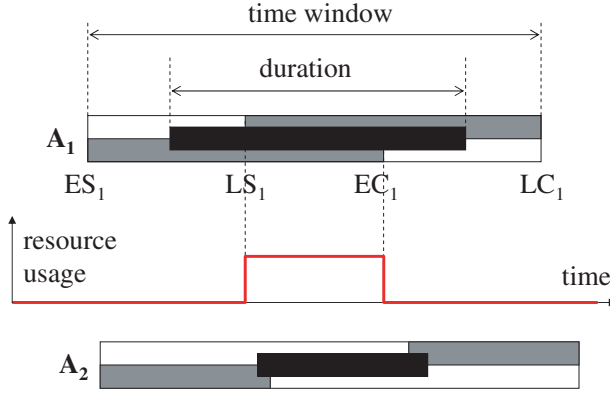 time window
duration
A₁
ES₁ LS₁ EC₁ LC₁
resource
usage
time
A₂